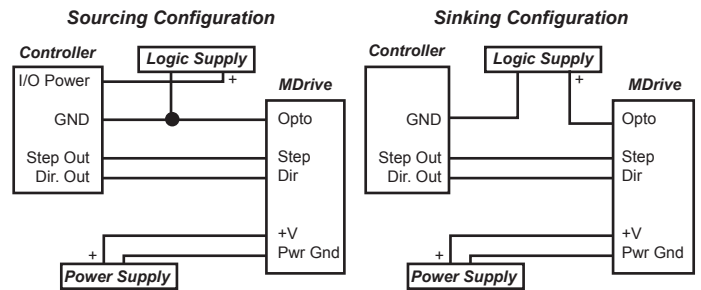 Sourcing Configuration
Controller
Logic Supply
+
I/O Power
MDrive
GND
Opto
Step Out
Step
Dir. Out
Dir
+V
+
Pwr Gnd
Power Supply
Sinking Configuration
Controller
Logic Supply
+
MDrive
GND
Opto
Step Out
Step
Dir. Out
Dir
+V
+
Pwr Gnd
Power Supply